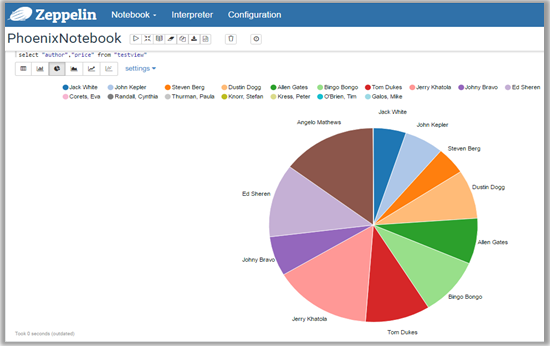 Zeppelin Notebook Interpreter Configuration
PhoenixNotebook
select "author","price" from "testview"
settings
Jack White John Kepler Steven Berg Dustin Dogg Allen Gates Bingo Bongo Tom Dukes Jerry Khatola Johny Bravo Ed Sheren
Corets, Eva Randall, Cynthia Thurman, Paula Knorr, Stefan Kress, Peter O'Brien, Tim Galos, Mike
Jack White
Angelo Mathews
John Kepler
Steven Berg
Dustin Dogg
Ed Sheren
Allen Gates
Johny Bravo
Bingo Bongo
Jerry Khatola
Tom Dukes
Took 0 seconds (outdated)